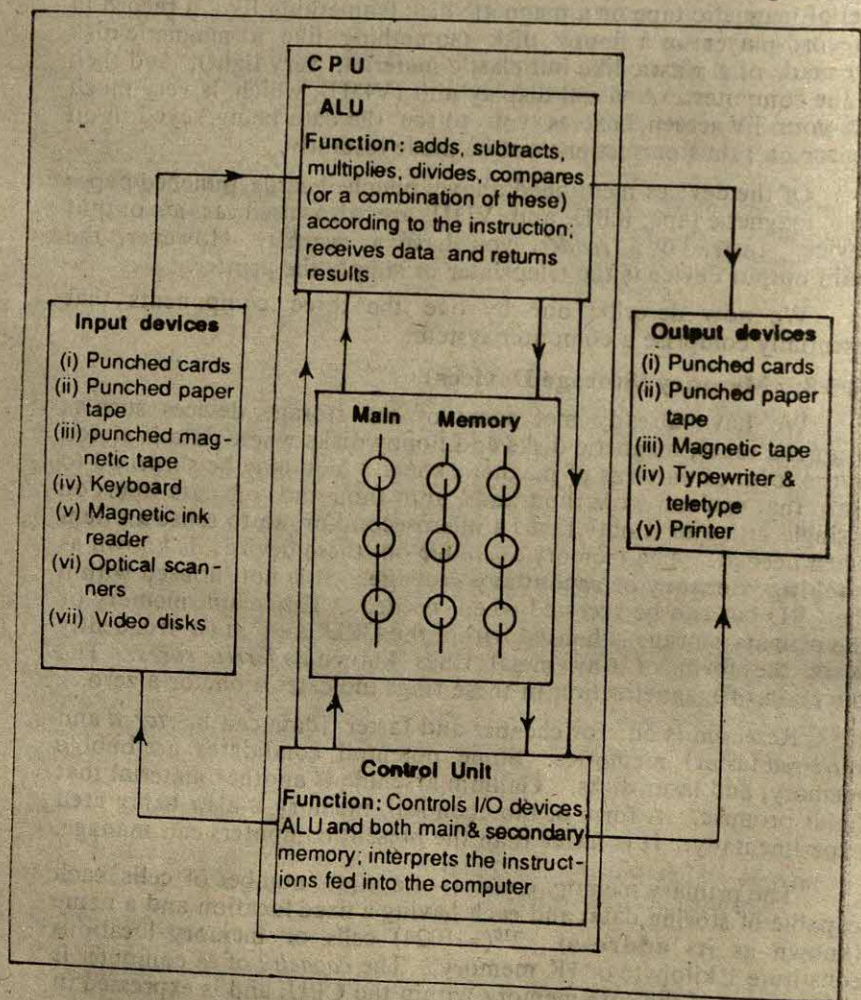 CPU
ALU
Function: adds, subtracts,
multiplies, divides, compares
(or a combination of these)
according to the instruction;
receives data and returns
results.
Input devices
(i) Punched cards
(ii) Punched paper
tape
(iii) punched mag-
netic tape
(iv) Keyboard
(v) Magnetic ink
reader
(vi) Optical scan-
ners
(vii) Video disks
Main Memory
Output devices
(i) Punched cards
(ii) Punched paper
tape
(iii) Magnetic tape
(iv) Typewriter &
teletype
(v) Printer
Control Unit
Function: Controls I/O devices,
ALU and both main & secondary
memory; interprets the instruct-
ions fed into the computer